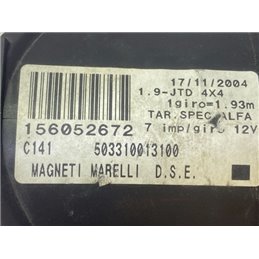 17/11/2004
1.9-JTD 4X4
1giro=1.93m
TAR.SPEC.ALFA
156052672 7 imp/giro 12V
C141 503310013100
MAGNETI MARELLI D.S.E.